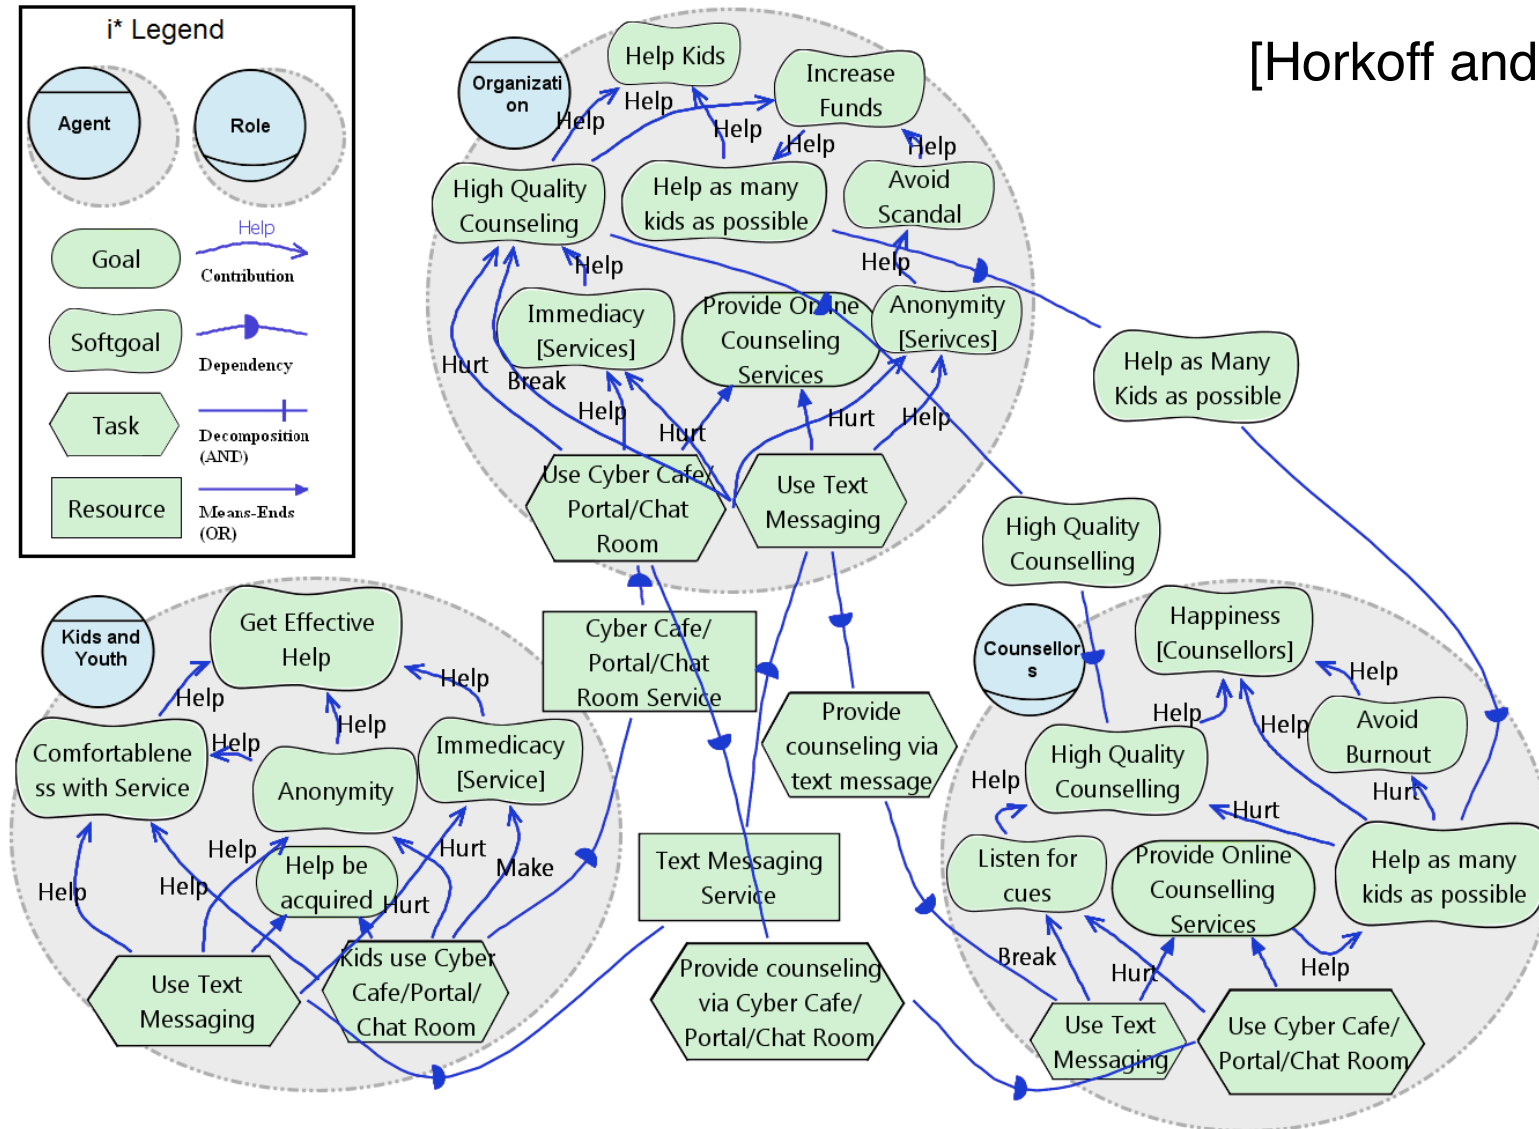 i* Legend
Agent
Role
Goal
Help
Contribution
Softgoal
Dependency
Task
Decomposition
(AND)
Resource
Means-Ends
(OR)
[Horkoff and
Organizati
on
Help Kids
Increase
Funds
Help
Help
Help
Help
Help
High Quality
Counseling
Help as many
kids as possible
Avoid
Scandal
Help
Help
Immediacy
[Services]
Provide Online
Counseling
Services
Anonymity
[Serivces]
Hurt
Break
Help
Hurt
Hurt
Help
Use Cyber Cafe/
Portal/Chat
Room
Use Text
Messaging
Help as Many
Kids as possible
High Quality
Counselling
Kids and
Youth
Get Effective
Help
Help
Help
Help
Help
Comfortablene
ss with Service
Anonymity
Immedicacy
[Service]
Help
Help
Help
Hurt
Make
Hurt
Help be
acquired
Use Text
Messaging
Kids use Cyber
Cafe/Portal/
Chat Room
Cyber Cafe/
Portal/Chat
Room Service
Provide
counseling via
text message
Text Messaging
Service
Provide counseling
via Cyber Cafe/
Portal/Chat Room
Counsellor
s
Happiness
[Counsellors]
Help
Help
Help
Avoid
Burnout
High Quality
Counselling
Help
Hurt
Hurt
Listen for
cues
Provide Online
Counselling
Services
Help as many
kids as possible
Break
Hurt
Help
Use Text
Messaging
Use Cyber Cafe/
Portal/Chat Room